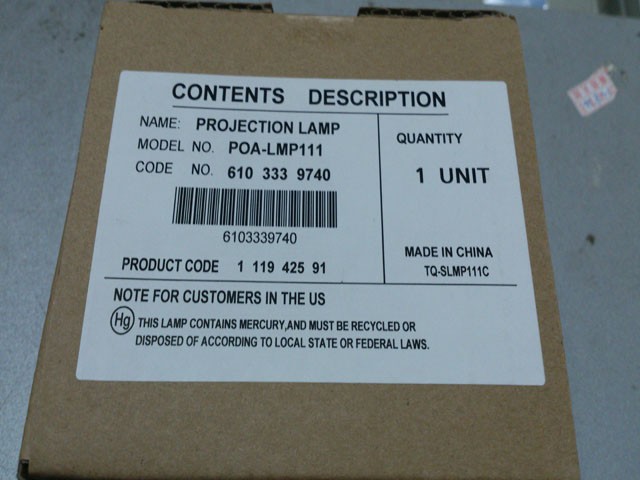 CONTENTS DESCRIPTION
NAME: PROJECTION LAMP
MODEL NO. POA-LMP111
CODE NO. 610 333 9740
6103339740
PRODUCT CODE 1 119 425 91
QUANTITY
1 UNIT
MADE IN CHINA
TQ-SLMP111C
NOTE FOR CUSTOMERS IN THE US
Hg THIS LAMP CONTAINS MERCURY,AND MUST BE RECYCLED OR
DISPOSED OF ACCORDING TO LOCAL STATE OR FEDERAL LAWS.